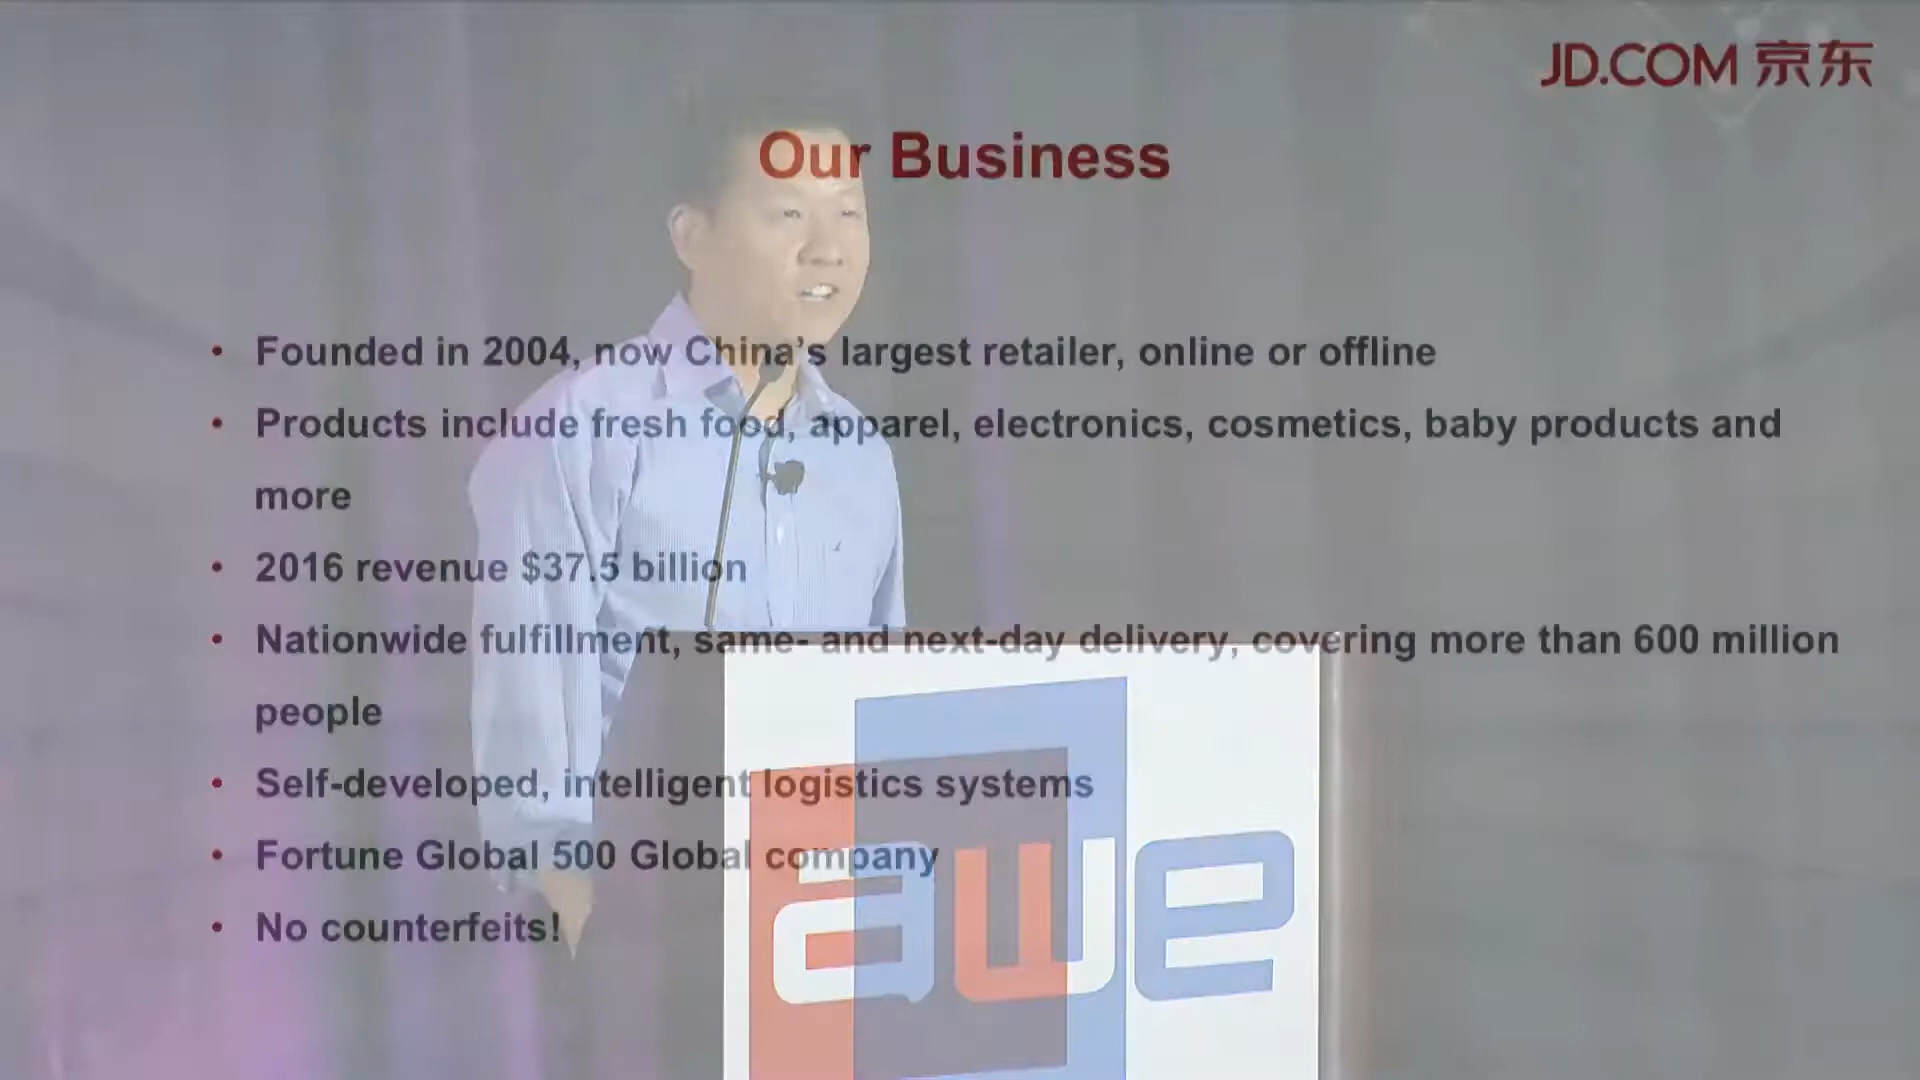 JD.COM 京东
Our Business
• Founded in 2004, now China's largest retailer, online or offline
• Products include fresh food, apparel, electronics, cosmetics, baby products and
more
• 2016 revenue $37.5 billion
• Nationwide fulfillment, same- and next-day delivery, covering more than 600 million
people
• Self-developed, intelligent logistics systems
• Fortune Global 500 Global company
• No counterfeits!
awe